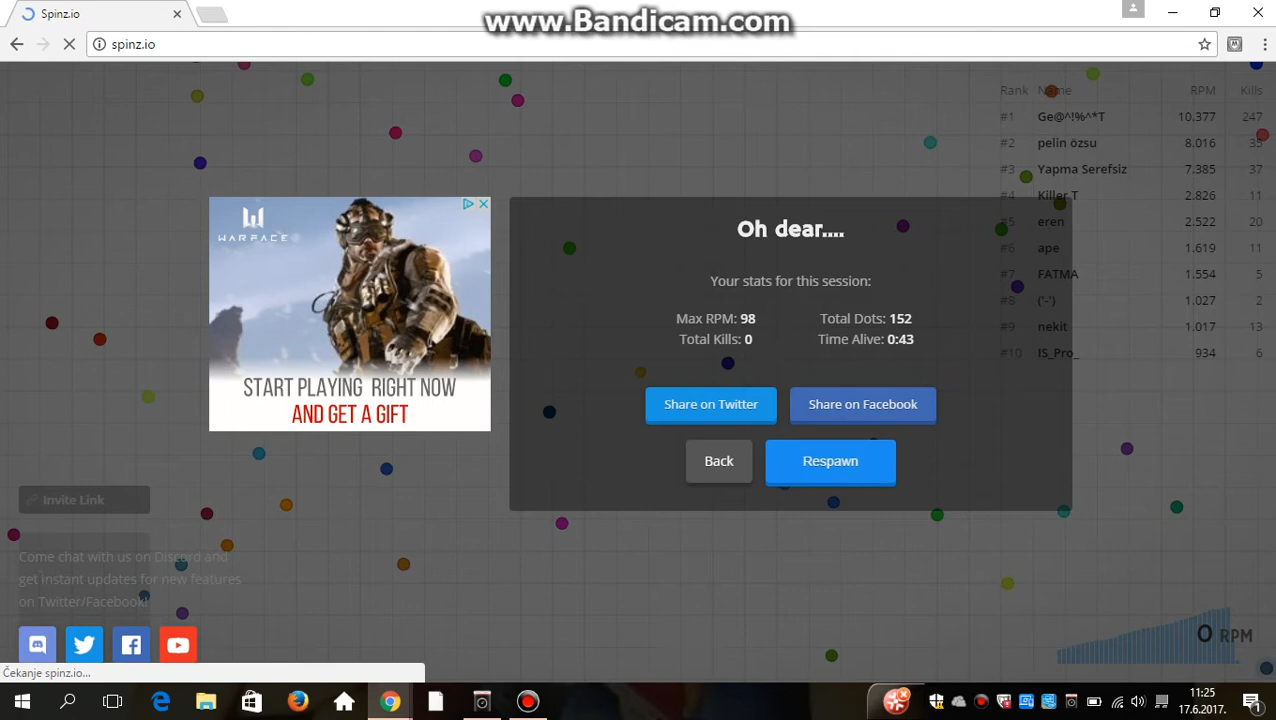 Spinz.io
www.Bandicam.com
spinz.io
Rank Name RPM Kills
#1 Ge@^!%^*T 10.377 247
#2 pelin özsu 8.016 35
#3 Yapma Serefsiz 7.385 37
#4 Killer T 2.826 11
#5 eren 2.522 20
#6 ape 1.619 11
#7 FATMA 1.554 5
#8 ('-') 1.027 2
#9 nekit 1.017 13
#10 IS_Pro_ 934 6
WARFACE
START PLAYING RIGHT NOW
AND GET A GIFT
Oh dear....
Your stats for this session:
Max RPM: 98 Total Dots: 152
Total Kills: 0 Time Alive: 0:43
Share on Twitter Share on Facebook
Back Respawn
Invite Link
Come chat with us on Discord and
get instant updates for new features
on Twitter/Facebook!
0 RPM
Čekanje spinz.io...
11:25
17.6.2017.
1